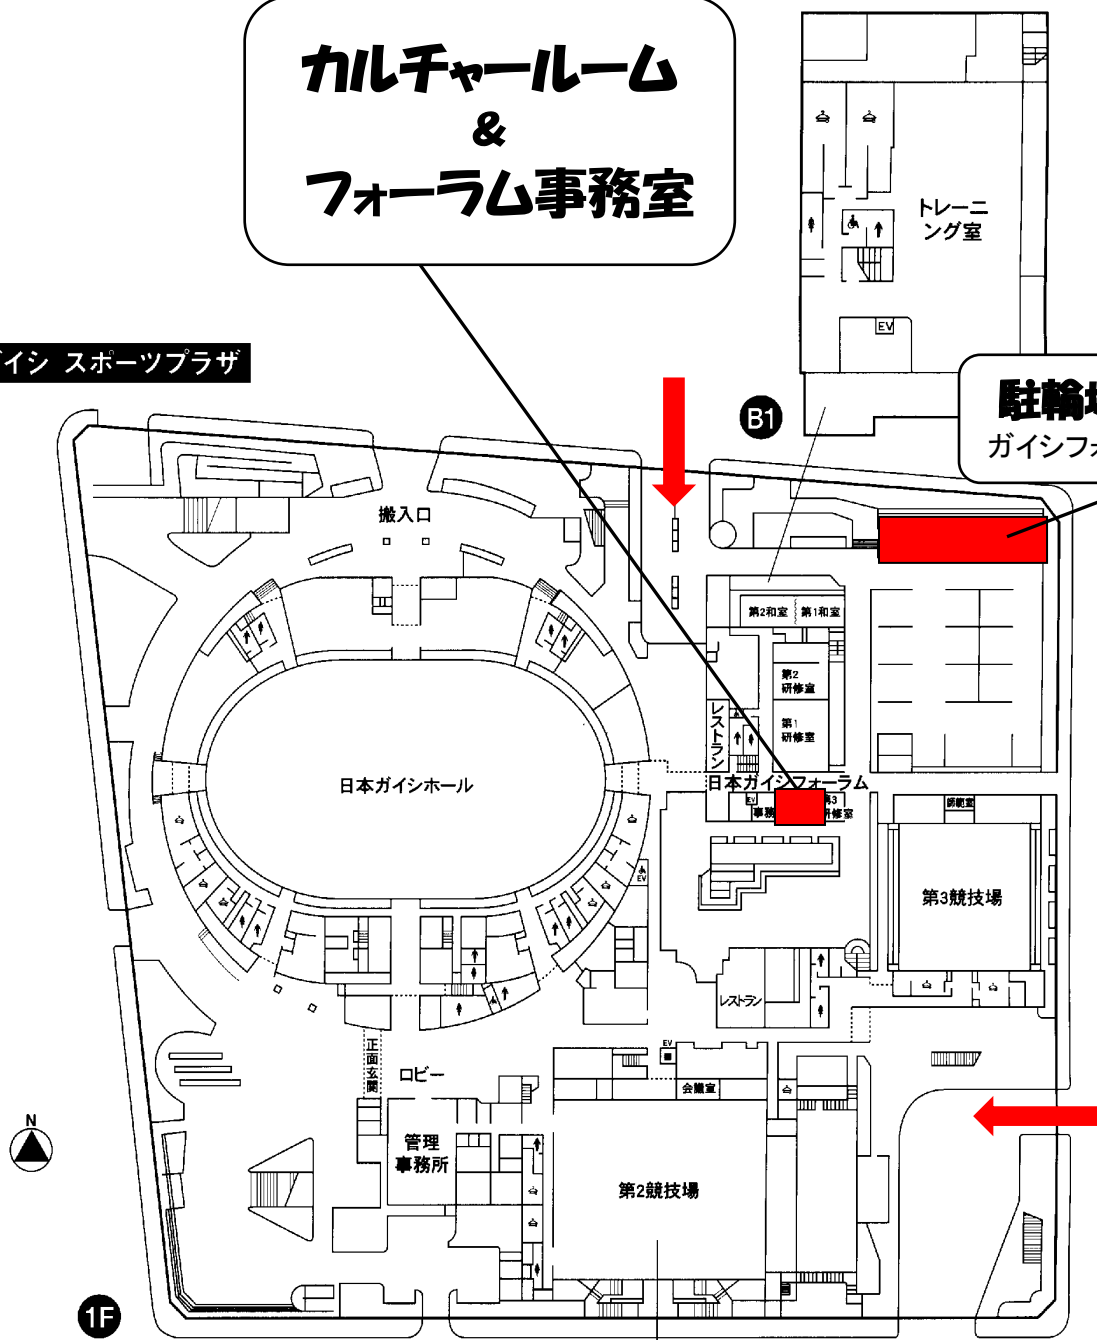 カルチャールーム
&
フォーラム事務室
トレーニ
ング室
EV
イシ スポーツプラザ
B1
駐輪
ガイシフォ
搬入口
第2和室
第1和室
第2
研修室
第1
研修室
レストラン
日本ガイシホール
日本ガイシフォーラム
EV
事務
研修室
師範室
EV
第3競技場
レストラン
正面玄関
ロビー
EV
会議室
管理
事務所
第2競技場
N
1F